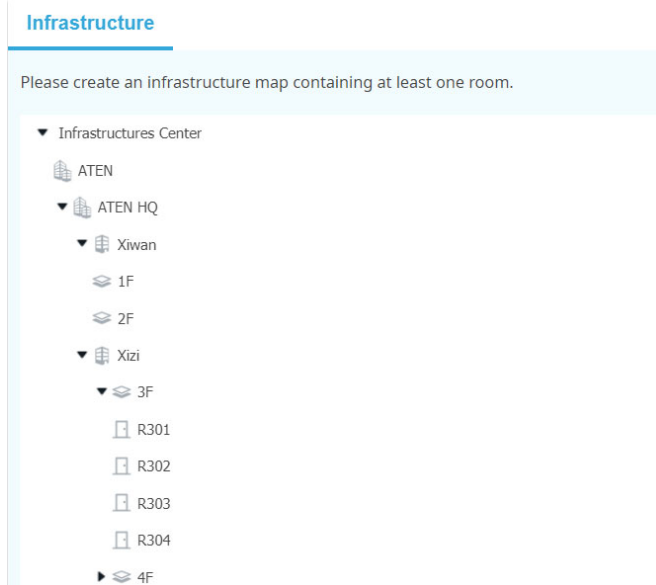 Infrastructure
Please create an infrastructure map containing at least one room.
Infrastructures Center
ATEN
ATEN HQ
Xiwan
1F
2F
Xizi
3F
R301
R302
R303
R304
4F